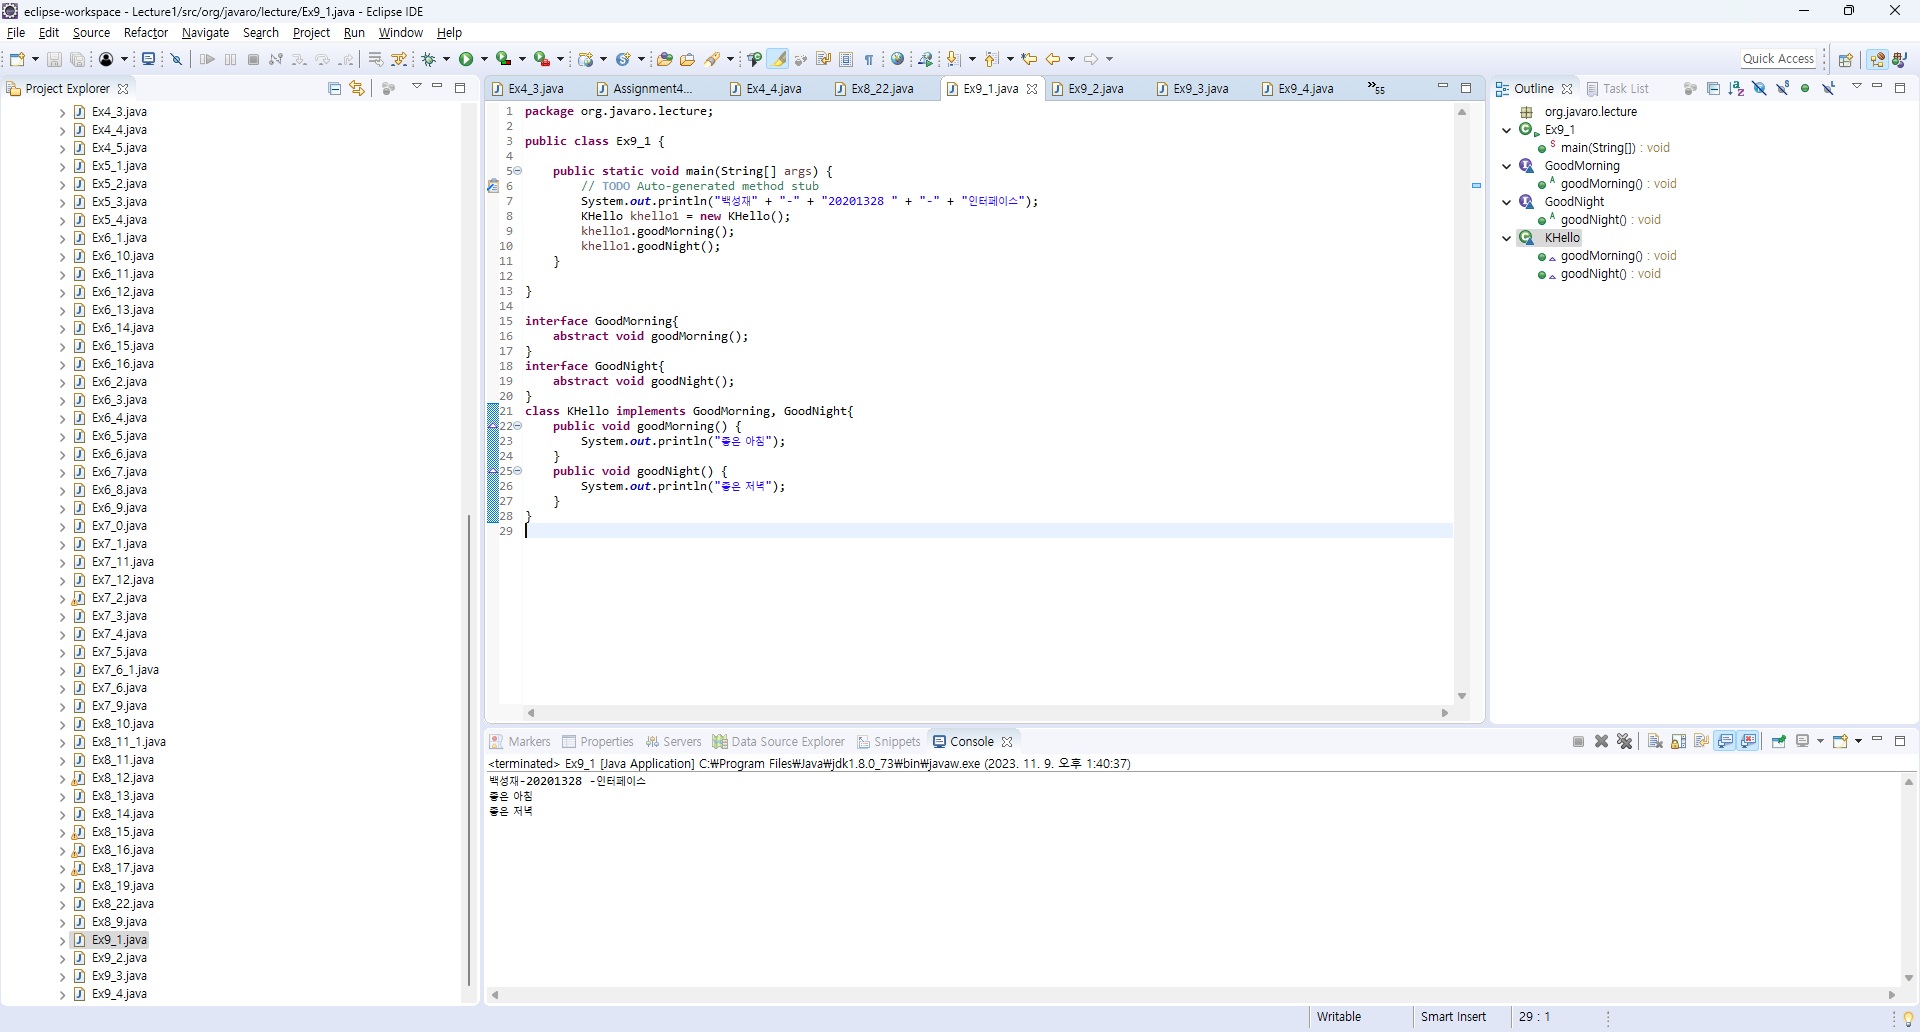 eclipse-workspace - Lecture1/src/org/javaro/lecture/Ex9_1.java - Eclipse IDE
File Edit Source Refactor Navigate Search Project Run Window Help
Quick Access
Project Explorer
Ex4_3.java
Ex4_4.java
Ex4_5.java
Ex5_1.java
Ex5_2.java
Ex5_3.java
Ex5_4.java
Ex6_1.java
Ex6_10.java
Ex6_11.java
Ex6_12.java
Ex6_13.java
Ex6_14.java
Ex6_15.java
Ex6_16.java
Ex6_2.java
Ex6_3.java
Ex6_4.java
Ex6_5.java
Ex6_6.java
Ex6_7.java
Ex6_8.java
Ex6_9.java
Ex7_0.java
Ex7_1.java
Ex7_11.java
Ex7_12.java
Ex7_2.java
Ex7_3.java
Ex7_4.java
Ex7_5.java
Ex7_6_1.java
Ex7_6.java
Ex7_9.java
Ex8_10.java
Ex8_11_1.java
Ex8_11.java
Ex8_12.java
Ex8_13.java
Ex8_14.java
Ex8_15.java
Ex8_16.java
Ex8_17.java
Ex8_19.java
Ex8_22.java
Ex8_9.java
Ex9_1.java
Ex9_2.java
Ex9_3.java
Ex9_4.java
Ex4_3.java Assignment4... Ex4_4.java Ex8_22.java Ex9_1.java Ex9_2.java Ex9_3.java Ex9_4.java »55
1 package org.javaro.lecture;
2
3 public class Ex9_1 {
4
5 public static void main(String[] args) {
6 // TODO Auto-generated method stub
7 System.out.println("백성재" + "-" + "20201328 " + "-" + "인터페이스");
8 KHello khello1 = new KHello();
9 khello1.goodMorning();
10 khello1.goodNight();
11 }
12
13 }
14
15 interface GoodMorning{
16 abstract void goodMorning();
17 }
18 interface GoodNight{
19 abstract void goodNight();
20 }
21 class KHello implements GoodMorning, GoodNight{
22 public void goodMorning() {
23 System.out.println("좋은 아침");
24 }
25 public void goodNight() {
26 System.out.println("좋은 저녁");
27 }
28 }
29
Outline Task List
org.javaro.lecture
Ex9_1
main(String[]) : void
GoodMorning
goodMorning() : void
GoodNight
goodNight() : void
KHello
goodMorning() : void
goodNight() : void
Markers Properties Servers Data Source Explorer Snippets Console
<terminated> Ex9_1 [Java Application] C:₩Program Files₩Java₩jdk1.8.0_73₩bin₩javaw.exe (2023. 11. 9. 오후 1:40:37)
백성재-20201328 -인터페이스
좋은 아침
좋은 저녁
Writable Smart Insert 29 : 1